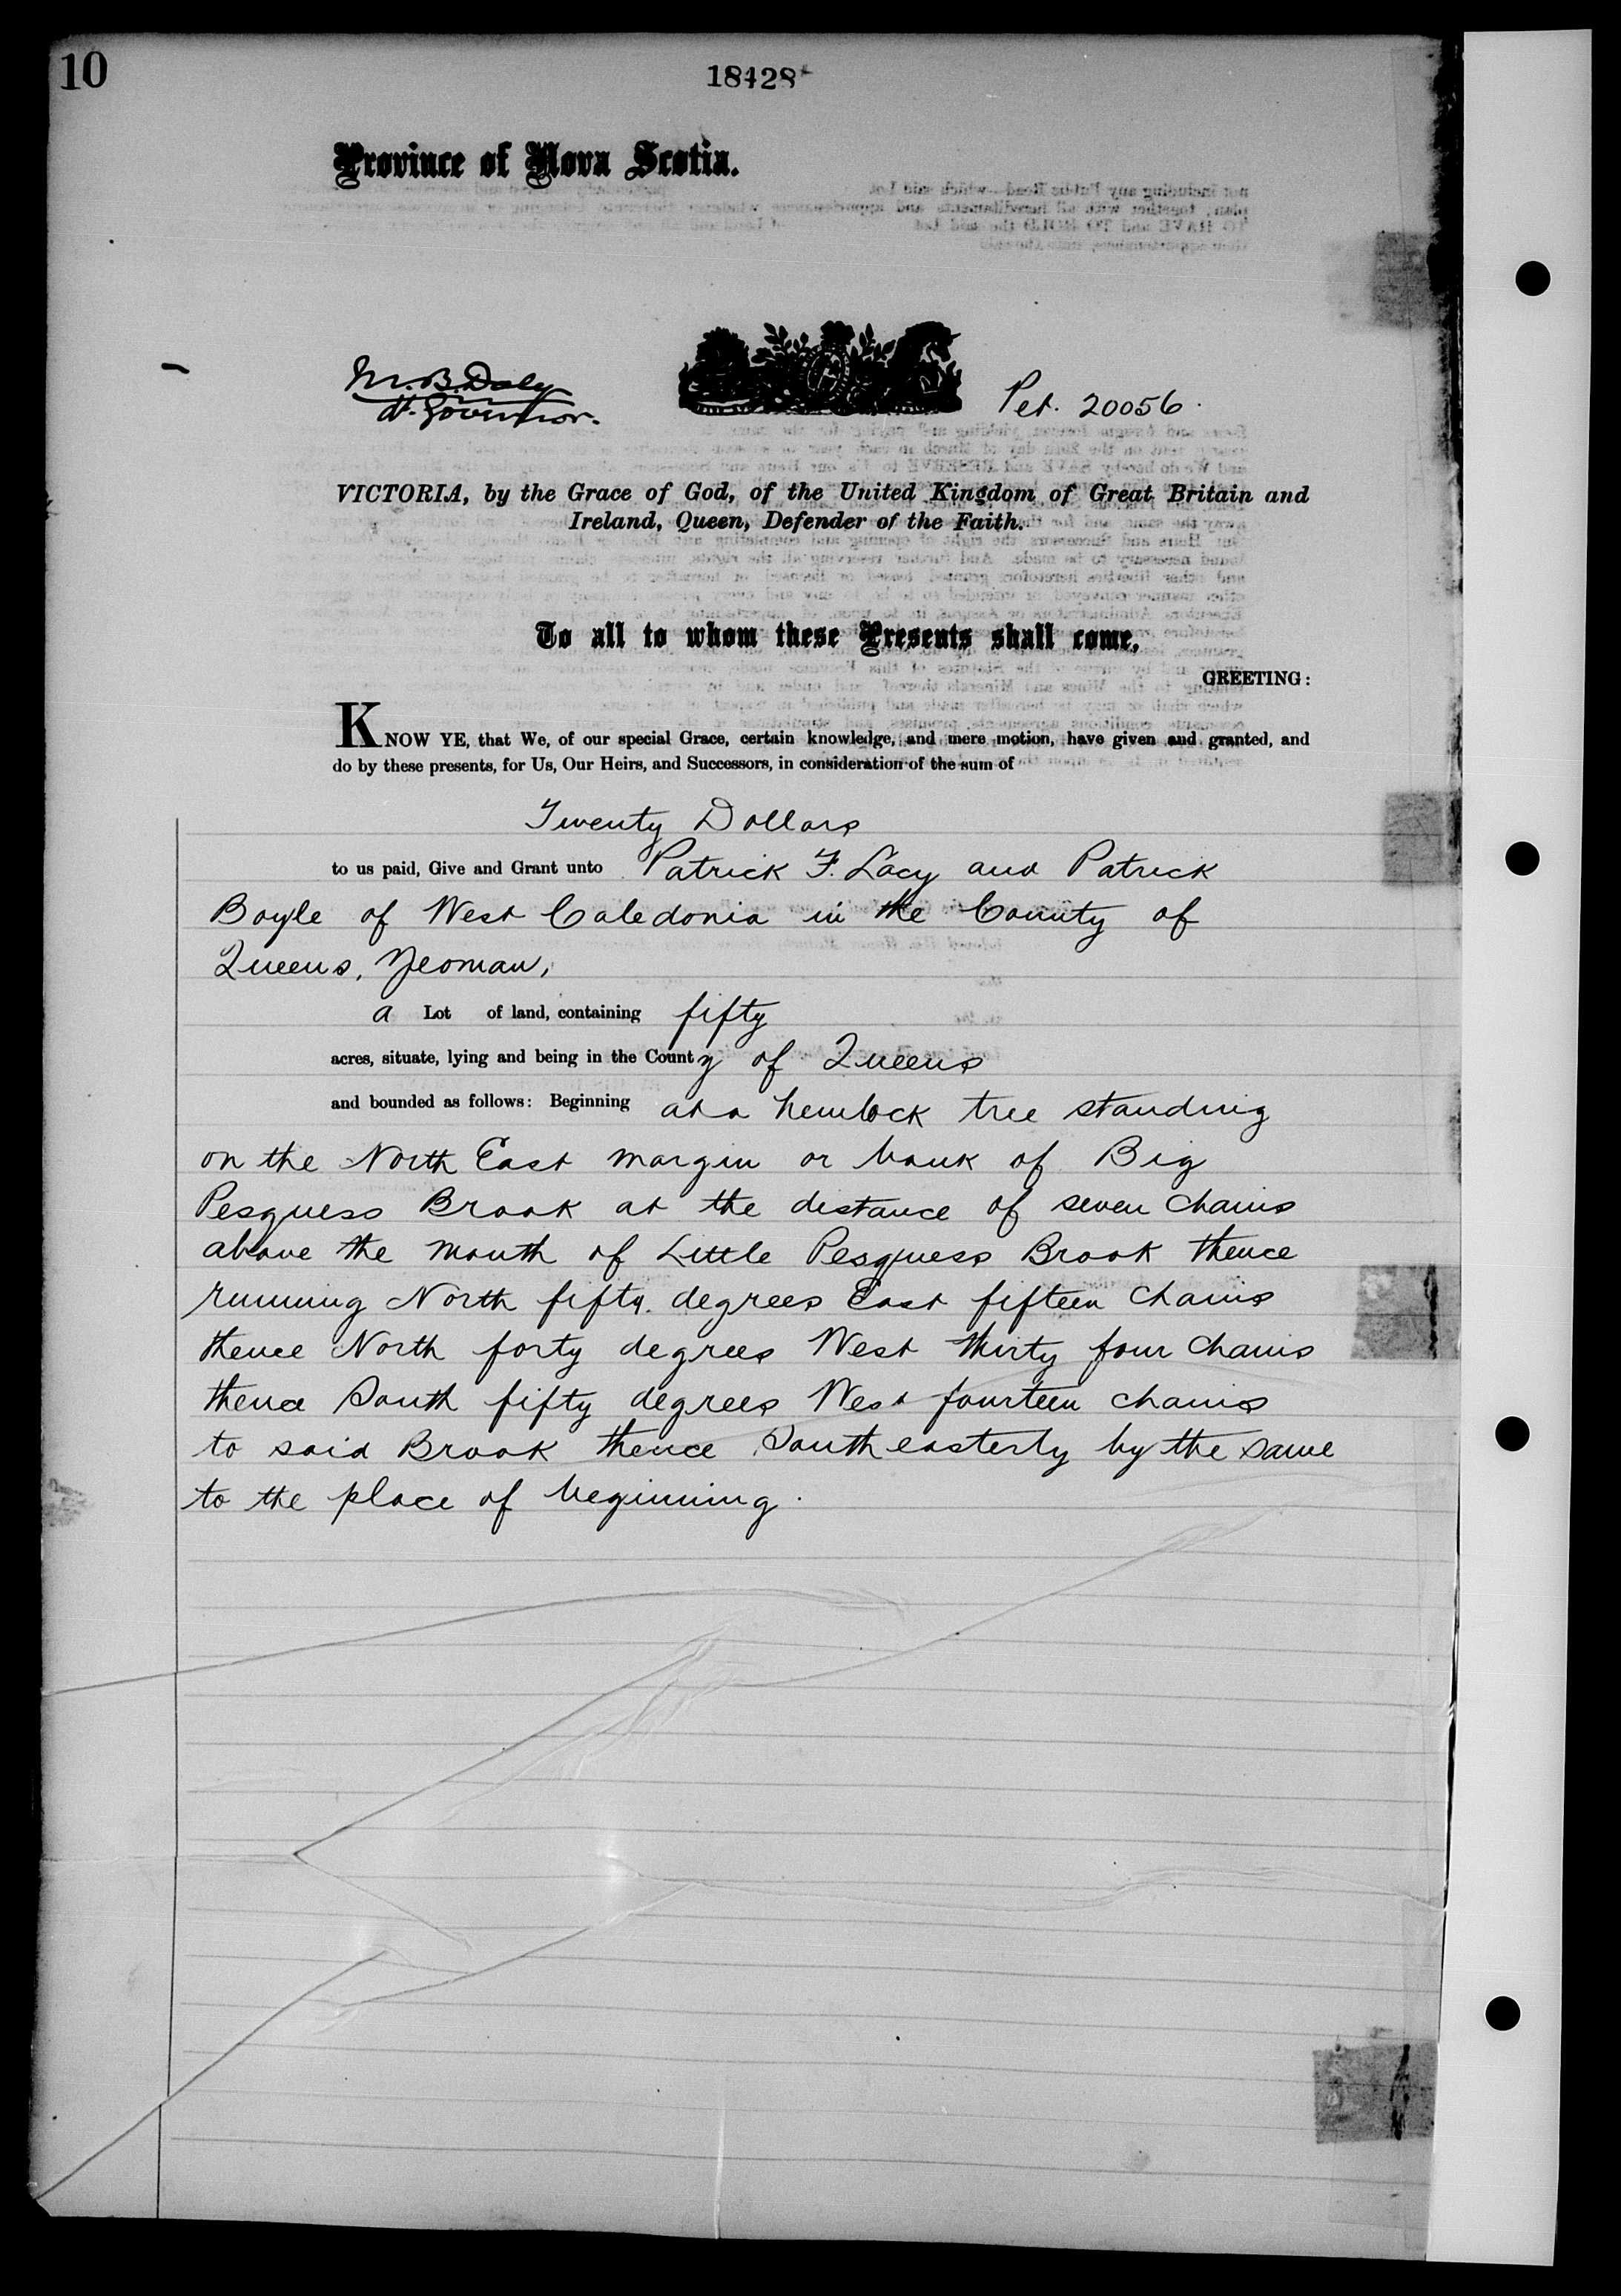 10
18428
Province of Nova Scotia.
M. B. Daly
Lt. Governor.
Pet. 20056.
VICTORIA, by the Grace of God, of the United Kingdom of Great Britain and
Ireland, Queen, Defender of the Faith.
To all to whom these Presents shall come,
GREETING:
KNOW YE, that We, of our special Grace, certain knowledge, and mere motion, have given and granted, and
do by these presents, for Us, Our Heirs, and Successors, in consideration of the sum of
Twenty Dollars
to us paid, Give and Grant unto Patrick F. Lacy and Patrick
Boyle of West Caledonia in the County of
Queens, Yeoman,
a Lot of land, containing fifty
acres, situate, lying and being in the County of Queens
and bounded as follows: Beginning at a hemlock tree standing
on the North East margin or bank of Big
Pesquess Brook at the distance of seven chains
above the mouth of Little Pesquess Brook thence
running North fifty degrees East fifteen chains
thence North forty degrees West thirty four chains
thence South fifty degrees West fourteen chains
to said Brook thence South easterly by the same
to the place of beginning.